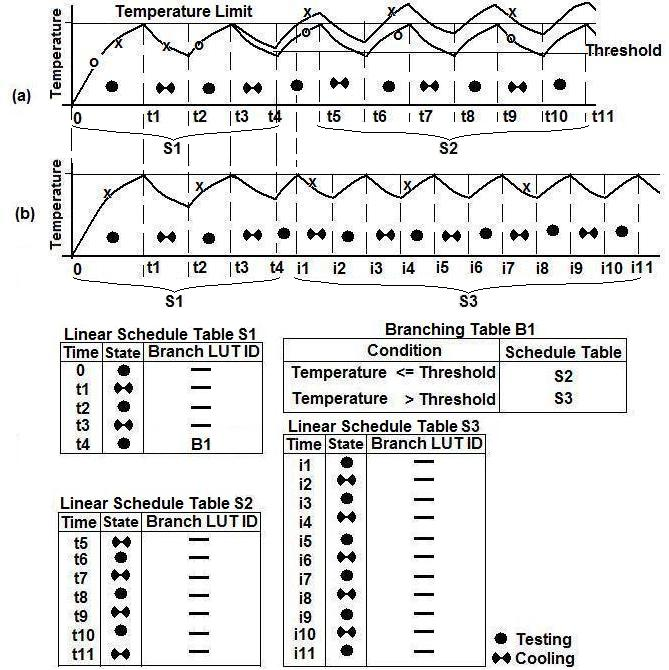 Temperature Limit
Temperature
x x x
o x x o o o o
Threshold
(a)
0 t1 t2 t3 t4 t5 t6 t7 t8 t9 t10 t11
S1 S2
Temperature
x x x x x
(b)
0 t1 t2 t3 t4 i1 i2 i3 i4 i5 i6 i7 i8 i9 i10 i11
S1 S3
Linear Schedule Table S1
Time State Branch LUT ID
0 —
t1 —
t2 —
t3 —
t4 B1
Branching Table B1
Condition Schedule Table
Temperature <= Threshold S2
Temperature > Threshold S3
Linear Schedule Table S3
Time State Branch LUT ID
i1 —
i2 —
i3 —
i4 —
i5 —
i6 —
i7 —
i8 —
i9 —
i10 —
i11 —
Linear Schedule Table S2
Time State Branch LUT ID
t5 —
t6 —
t7 —
t8 —
t9 —
t10 —
t11 —
Testing
Cooling